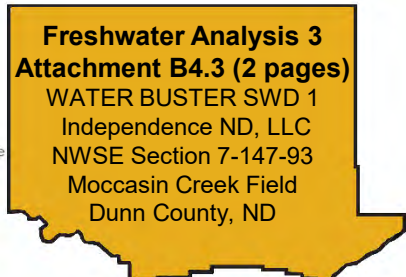 Freshwater Analysis 3
Attachment B4.3 (2 pages)
WATER BUSTER SWD 1
Independence ND, LLC
NWSE Section 7-147-93
Moccasin Creek Field
Dunn County, ND